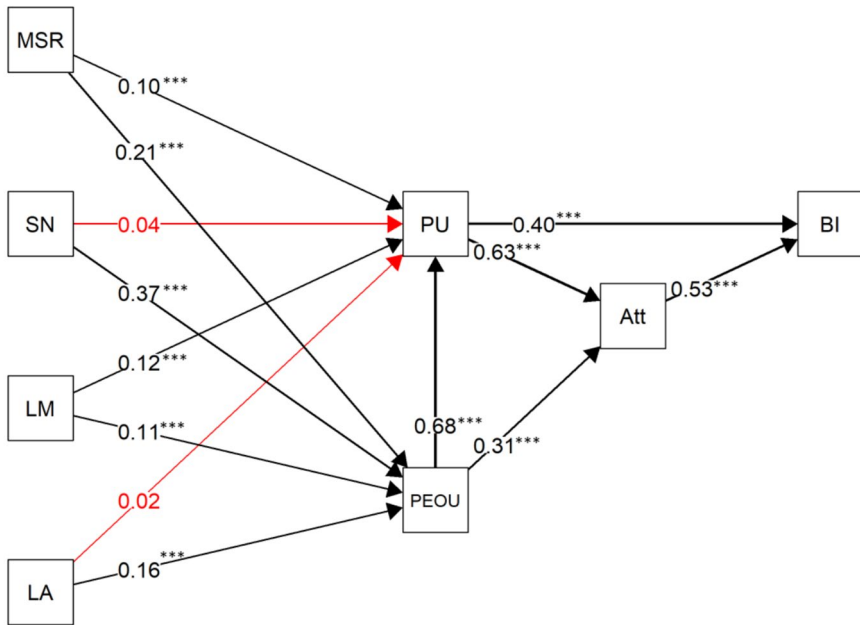 MSR
0.10***
0.21***
SN
0.04
PU
0.40***
BI
0.63***
0.37***
0.53***
Att
0.12***
LM
0.11***
0.68***
0.31***
0.02
PEOU
0.16***
LA